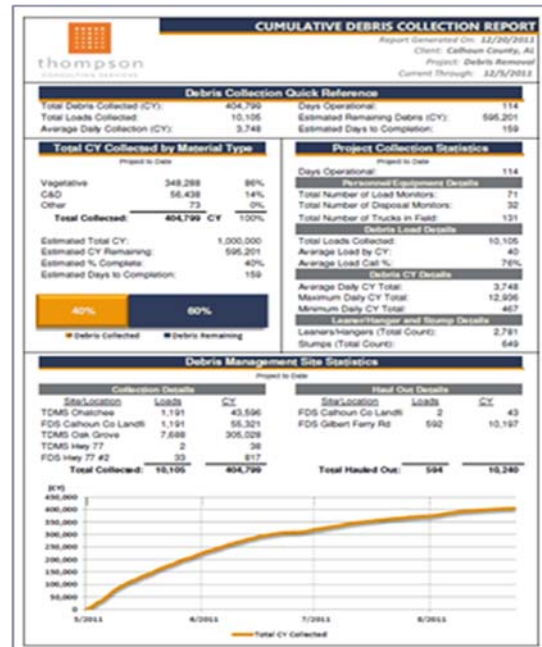 CUMULATIVE DEBRIS COLLECTION REPORT
Report Generated On: 12/20/2011
Client: Calhoun County, AL
Project: Debris Removal
Current Through: 12/5/2011
thompson
CONSULTING SERVICES
Debris Collection Quick Reference
Total Debris Collected (CY): 404,799 Days Operational: 114
Total Loads Collected: 10,105 Estimated Remaining Debris (CY): 595,201
Average Daily Collection (CY): 3,748 Estimated Days to Completion: 159
Total CY Collected by Material Type
Project to Date
Vegetative 348,288 86%
C&D 56,438 14%
Other 73 0%
Total Collected: 404,799 CY 100%
Estimated Total CY: 1,000,000
Estimated CY Remaining: 595,201
Estimated % Complete: 40%
Estimated Days to Completion: 159
40% 60%
Debris Collected Debris Remaining
Project Collection Statistics
Project to Date
Days Operational: 114
Personnel/Equipment Details
Total Number of Load Monitors: 71
Total Number of Disposal Monitors: 32
Total Number of Trucks in Field: 131
Debris Load Details
Total Loads Collected: 10,105
Average Load by CY: 40
Average Load Call %: 76%
Debris CY Details
Average Daily CY Total: 3,748
Maximum Daily CY Total: 12,936
Minimum Daily CY Total: 467
Leaner/Hanger and Stump Details
Leaners/Hangers (Total Count): 2,781
Stumps (Total Count): 649
Debris Management Site Statistics
Project to Date
Collection Details
Site/Location Loads CY
TDMS Ohatchee 1,191 43,596
FDS Calhoun Co Landfi 1,191 55,321
TDMS Oak Grove 7,688 305,028
TDMS Hwy 77 2 38
FDS Hwy 77 #2 33 817
Total Collected: 10,105 404,799
Haul Out Details
Site/Location Loads CY
FDS Calhoun Co Landfi 2 43
FDS Gilbert Ferry Rd 592 10,197
Total Hauled Out: 594 10,240
(CY)
450,000
400,000
350,000
300,000
250,000
200,000
150,000
100,000
50,000
0
5/2011 6/2011 7/2011 8/2011
Total CY Collected